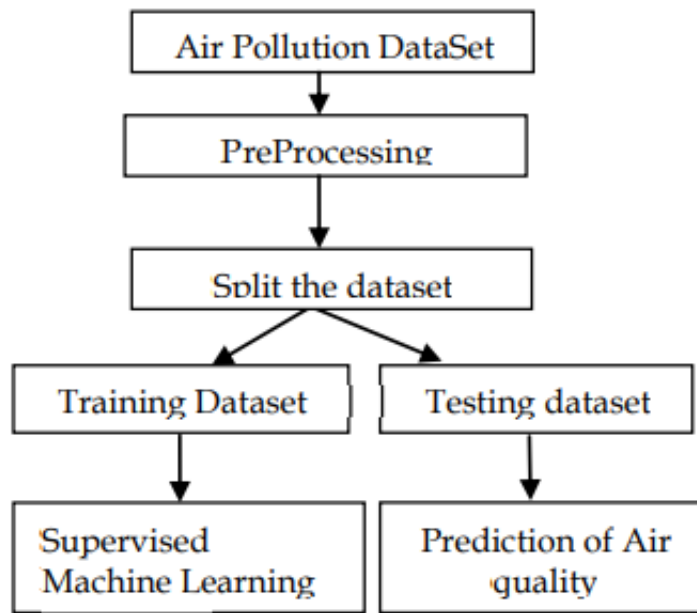 Air Pollution DataSet
PreProcessing
Split the dataset
Training Dataset
Testing dataset
Supervised
Machine Learning
Prediction of Air
quality